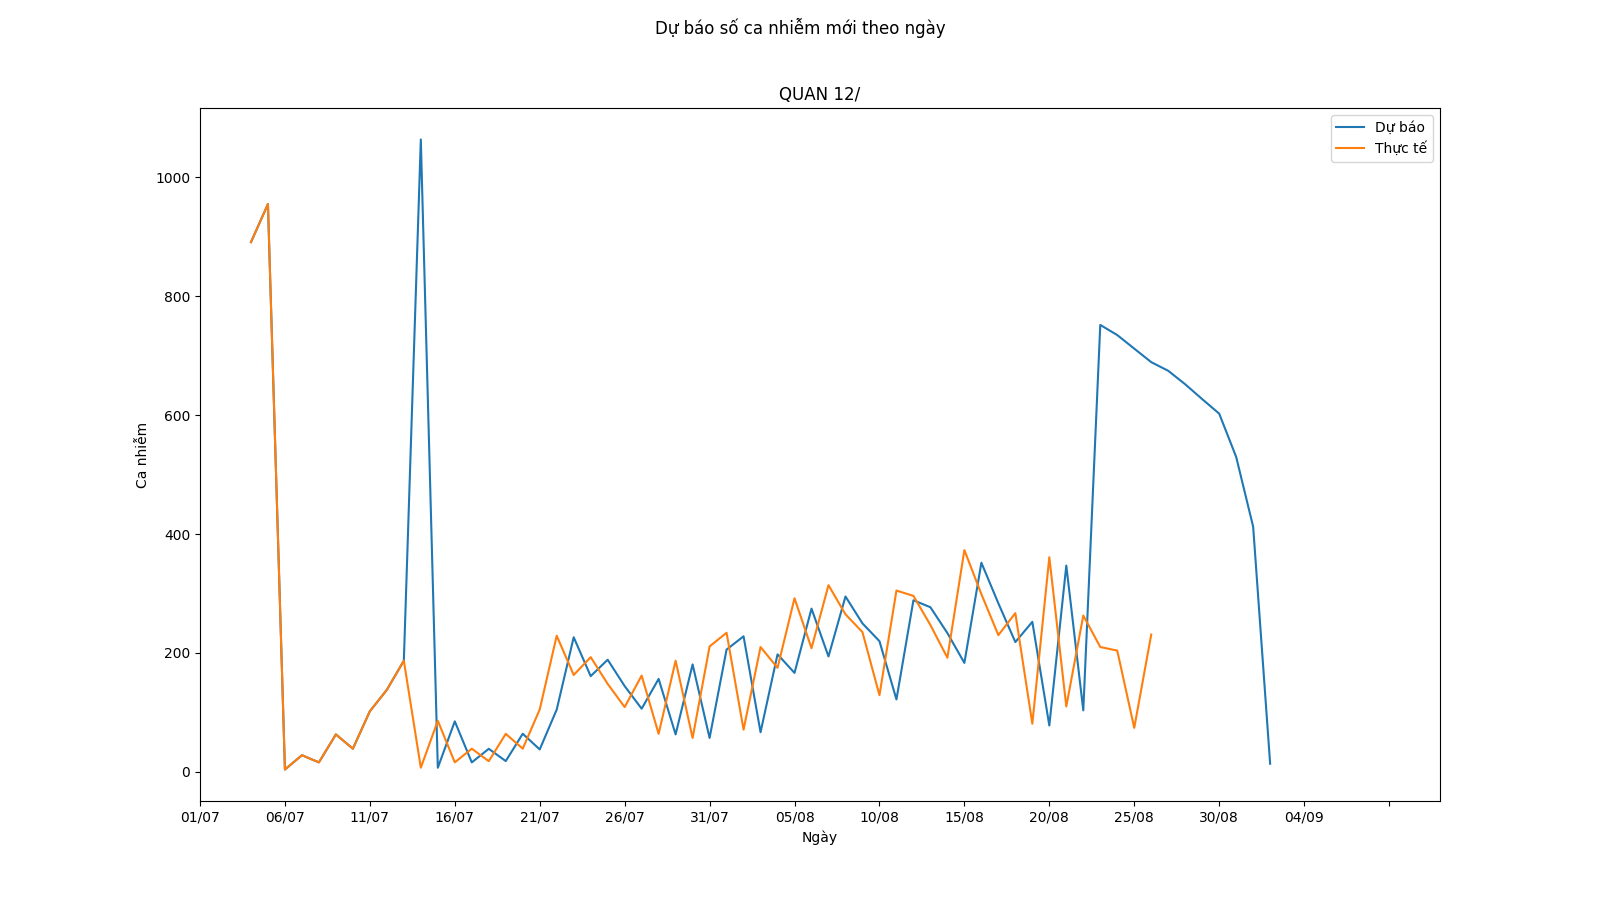 Dự báo số ca nhiễm mới theo ngày
QUAN 12/
Dự báo
Thực tế
1000
800
600
400
200
0
Ca nhiễm
01/07 06/07 11/07 16/07 21/07 26/07 31/07 05/08 10/08 15/08 20/08 25/08 30/08 04/09
Ngày